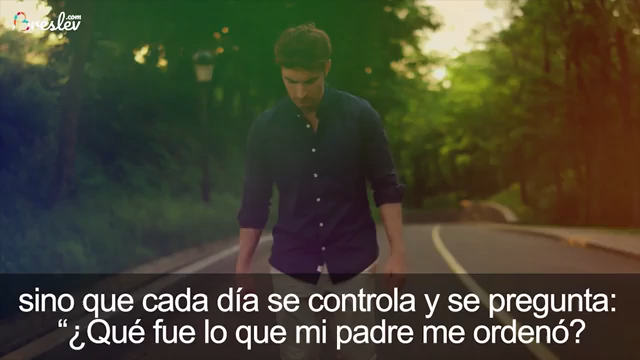 Breslev.com
sino que cada día se controla y se pregunta:
“¿Qué fue lo que mi padre me ordenó?